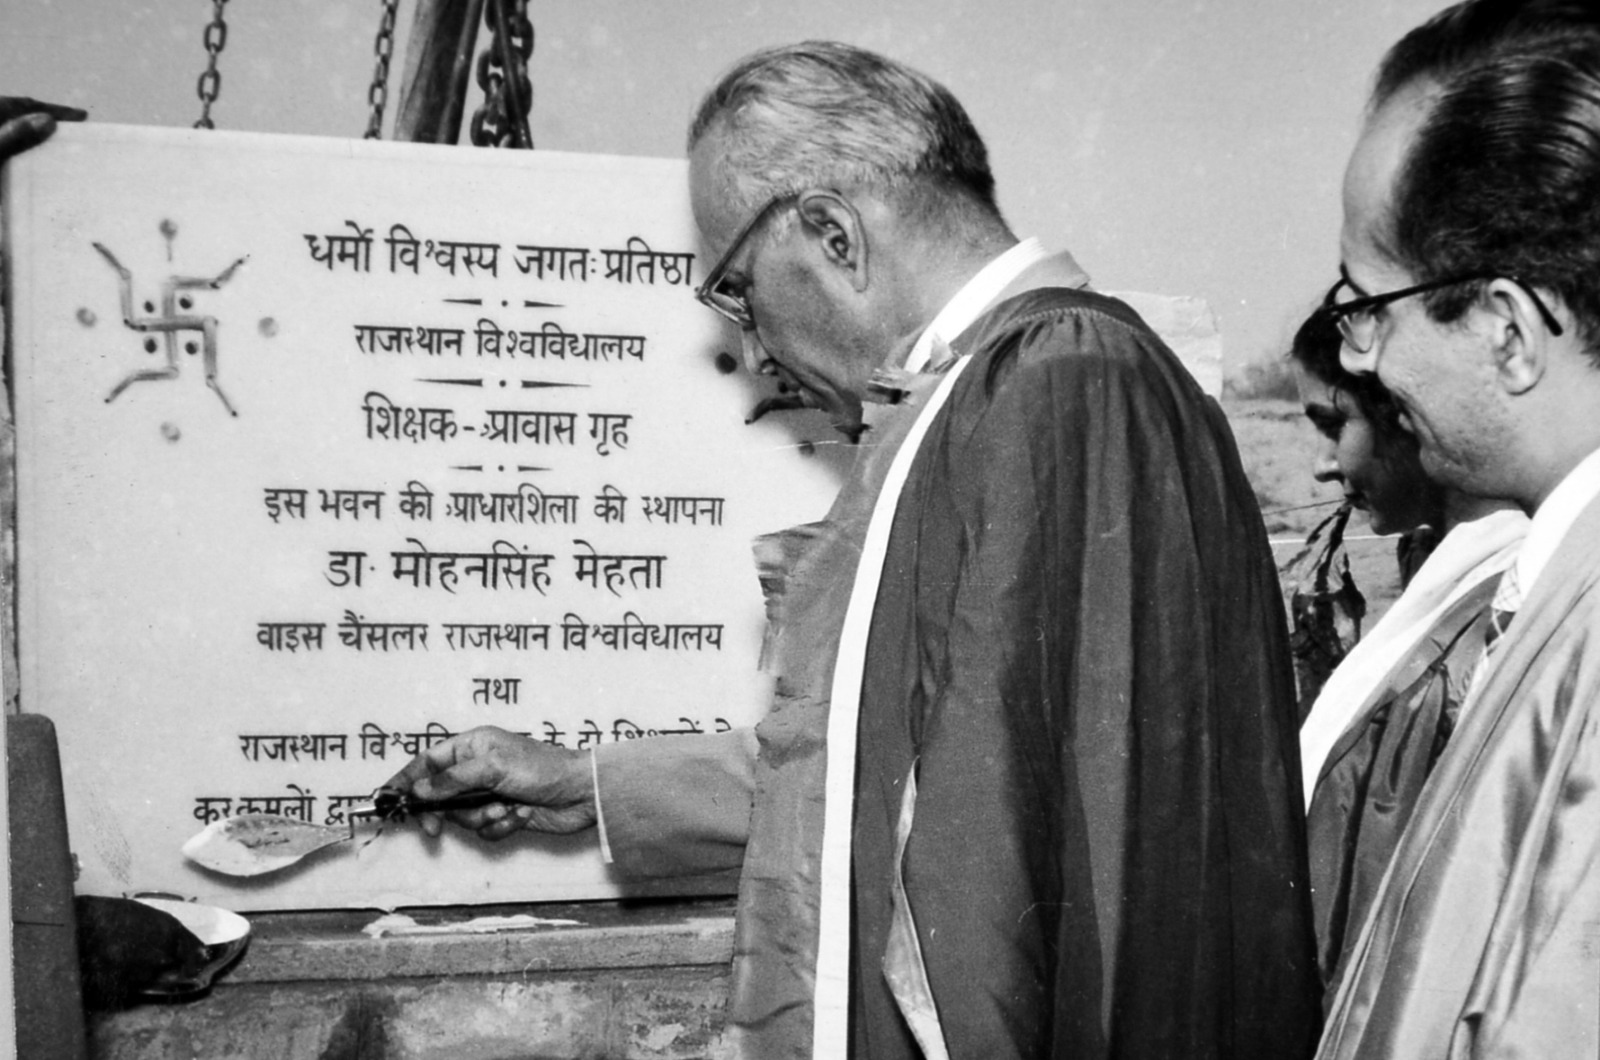 धर्मो विश्वस्य जगतः प्रतिष्ठा
राजस्थान विश्वविद्यालय
शिक्षक-आवास गृह
इस भवन की आधारशिला की स्थापना
डा॰ मोहनसिंह मेहता
वाइस चैंसलर राजस्थान विश्वविद्यालय
तथा
राजस्थान के दो
करकमलों